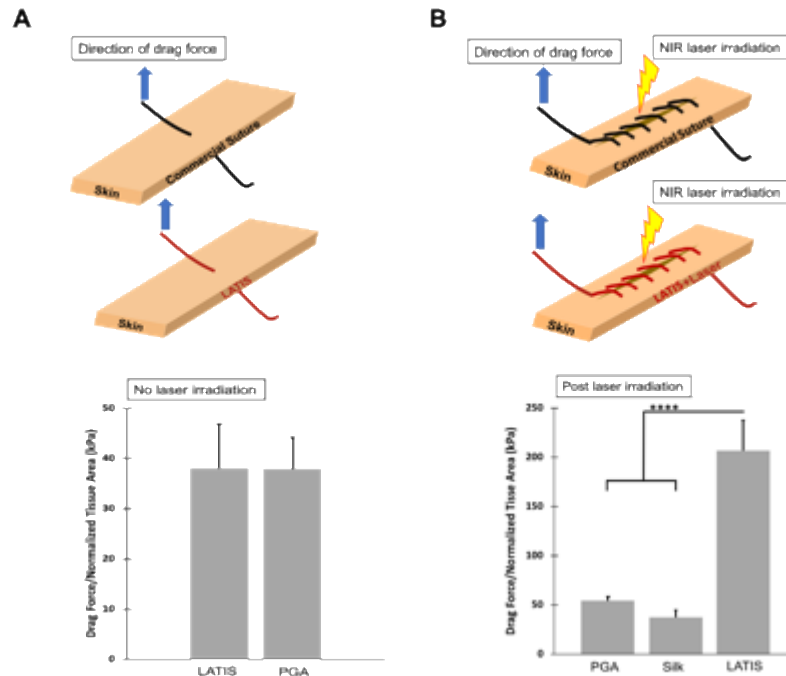 A
Direction of drag force
Commercial Suture
Skin
LATIS
Skin
No laser irradiation
Drag Force/Normalized Tissue Area (kPa)
50
40
30
20
10
0
LATIS
PGA
B
Direction of drag force
NIR laser irradiation
Commercial Suture
Skin
NIR laser irradiation
LATIS+Laser
Skin
Post laser irradiation
Drag Force/Normalized Tisse Area (kPa)
250
200
150
100
50
0
****
PGA
Silk
LATIS